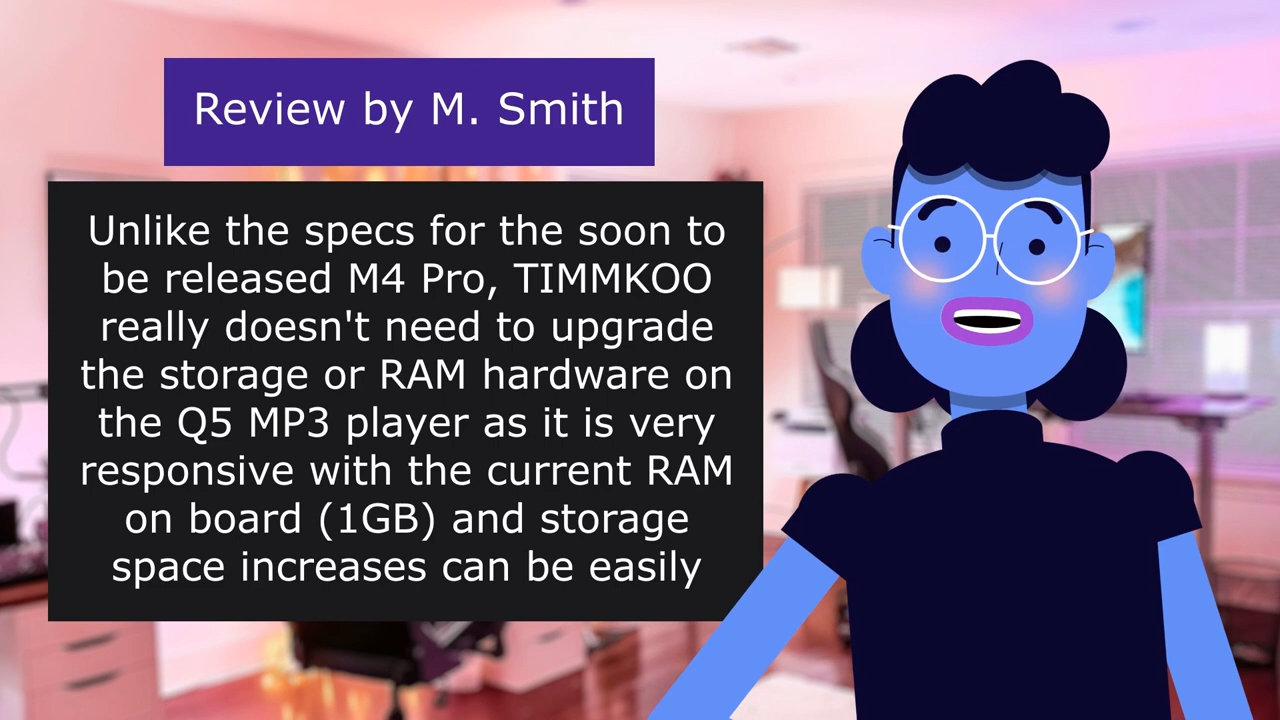 Review by M. Smith
Unlike the specs for the soon to
be released M4 Pro, TIMMKOO
really doesn't need to upgrade
the storage or RAM hardware on
the Q5 MP3 player as it is very
responsive with the current RAM
on board (1GB) and storage
space increases can be easily